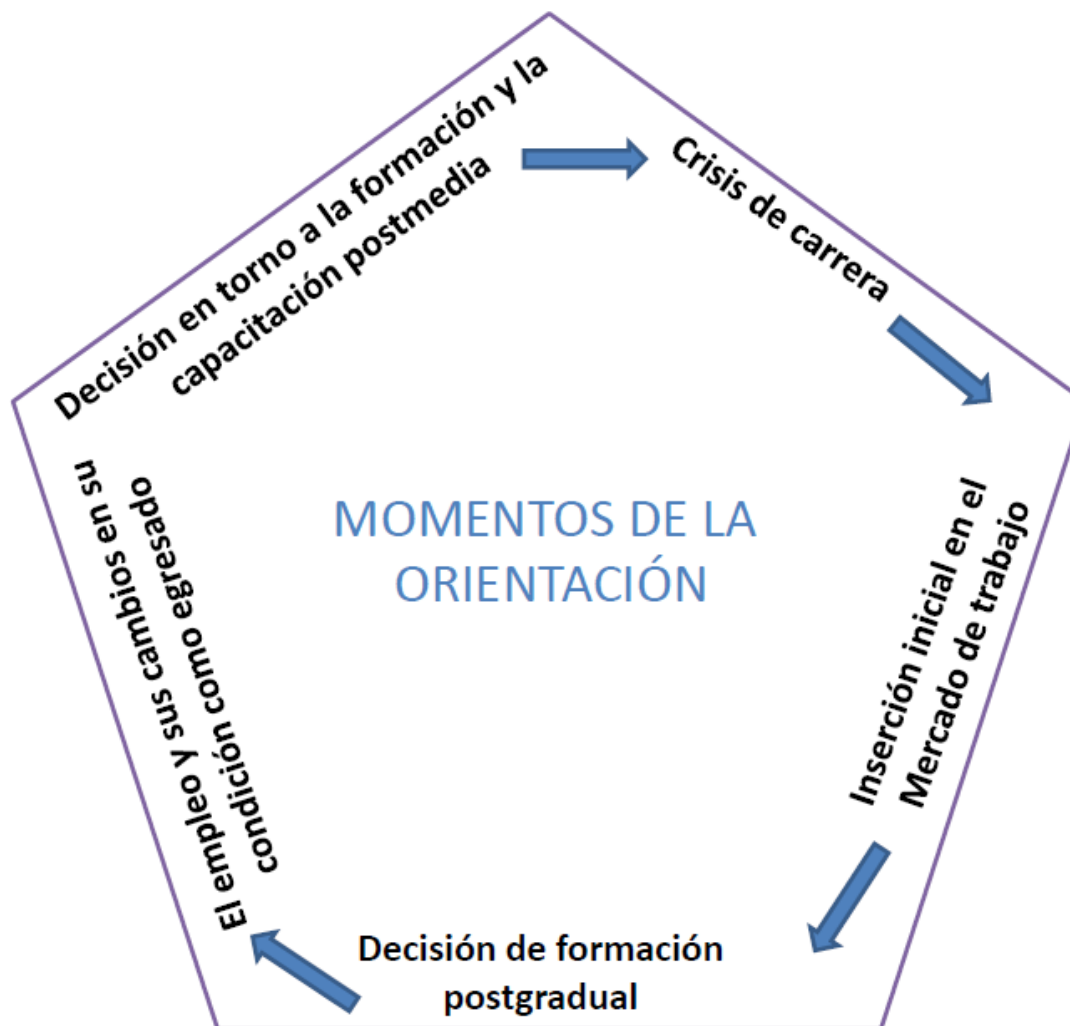 Decisión en torno a la formación y la
capacitación postmedia
Crisis de carrera
MOMENTOS DE LA
ORIENTACIÓN
Inserción inicial en el
Mercado de trabajo
Decisión de formación
postgradual
El empleo y sus cambios en su
condición como egresado